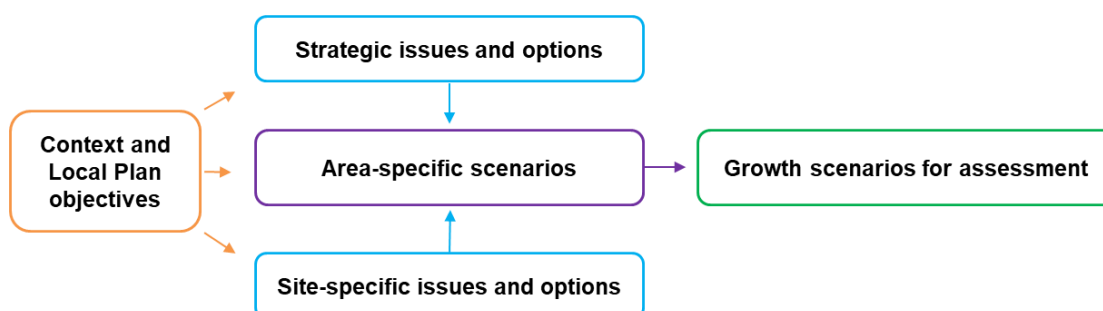 Strategic issues and options
Context and
Local Plan
objectives
Area-specific scenarios
Growth scenarios for assessment
Site-specific issues and options